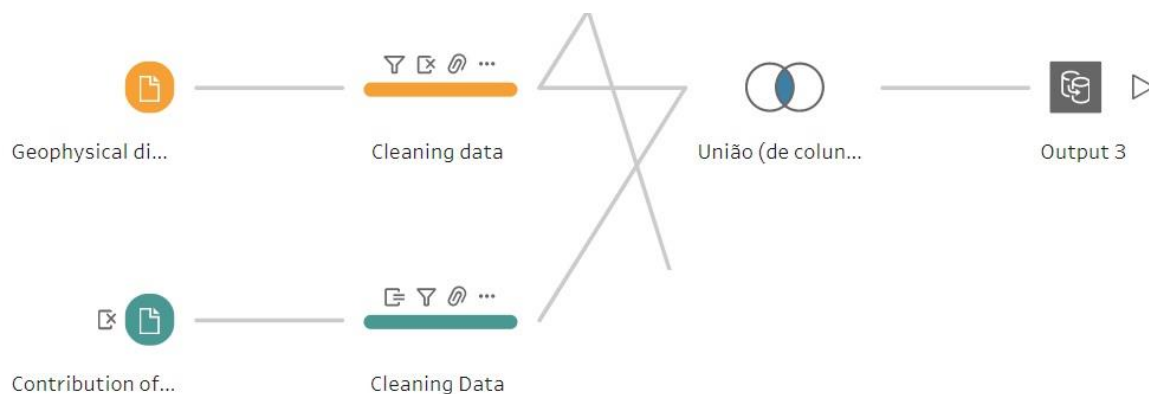 Geophysical di...
Cleaning data
União (de colun...
Output 3
Contribution of...
Cleaning Data